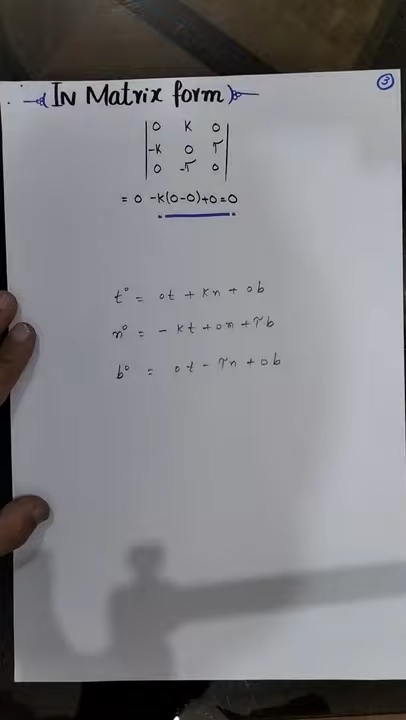 ③
In Matrix form
| 0 K 0 |
| -K 0 τ |
| 0 -τ 0 |
= 0 -K(0-0)+0=0
t° = 0t + Kn + 0b
n° = - Kt + 0n + τb
b° = 0t - τn + 0b